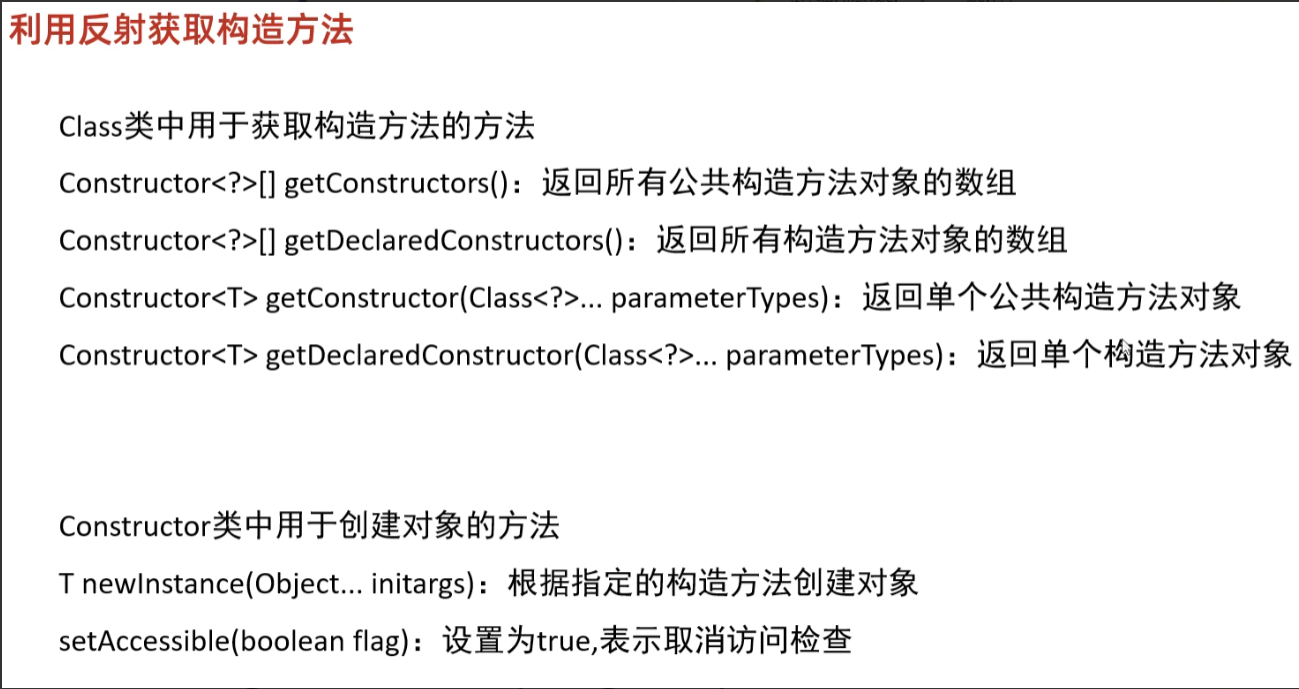 利用反射获取构造方法
Class类中用于获取构造方法的方法
Constructor<?>[] getConstructors()：返回所有公共构造方法对象的数组
Constructor<?>[] getDeclaredConstructors()：返回所有构造方法对象的数组
Constructor<T> getConstructor(Class<?>... parameterTypes)：返回单个公共构造方法对象
Constructor<T> getDeclaredConstructor(Class<?>... parameterTypes)：返回单个构造方法对象
Constructor类中用于创建对象的方法
T newInstance(Object... initargs)：根据指定的构造方法创建对象
setAccessible(boolean flag)：设置为true,表示取消访问检查